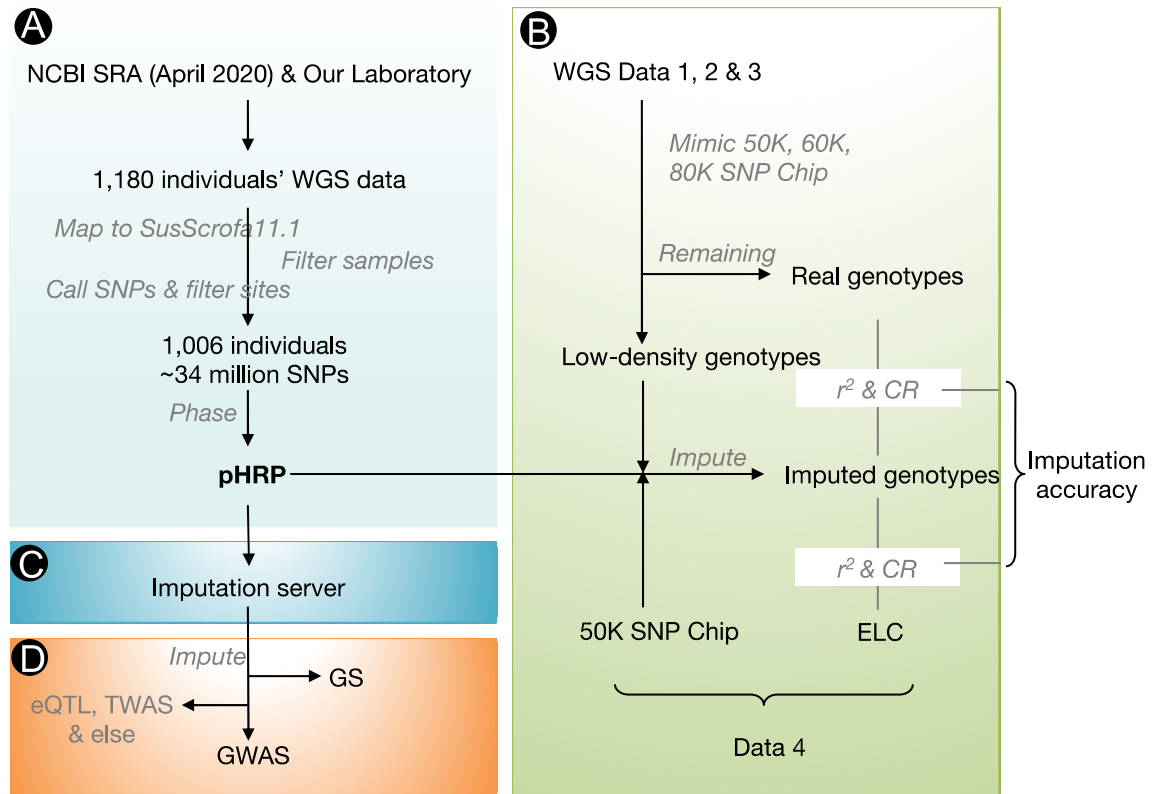 A
NCBI SRA (April 2020) & Our Laboratory
1,180 individuals’ WGS data
Map to SusScrofa11.1
Filter samples
Call SNPs & filter sites
1,006 individuals
~34 million SNPs
Phase
pHRP
B
WGS Data 1, 2 & 3
Mimic 50K, 60K,
80K SNP Chip
Remaining
Real genotypes
Low-density genotypes
r² & CR
Impute
Imputed genotypes
Imputation
accuracy
r² & CR
50K SNP Chip
ELC
Data 4
C
Imputation server
D
Impute
GS
eQTL, TWAS
& else
GWAS